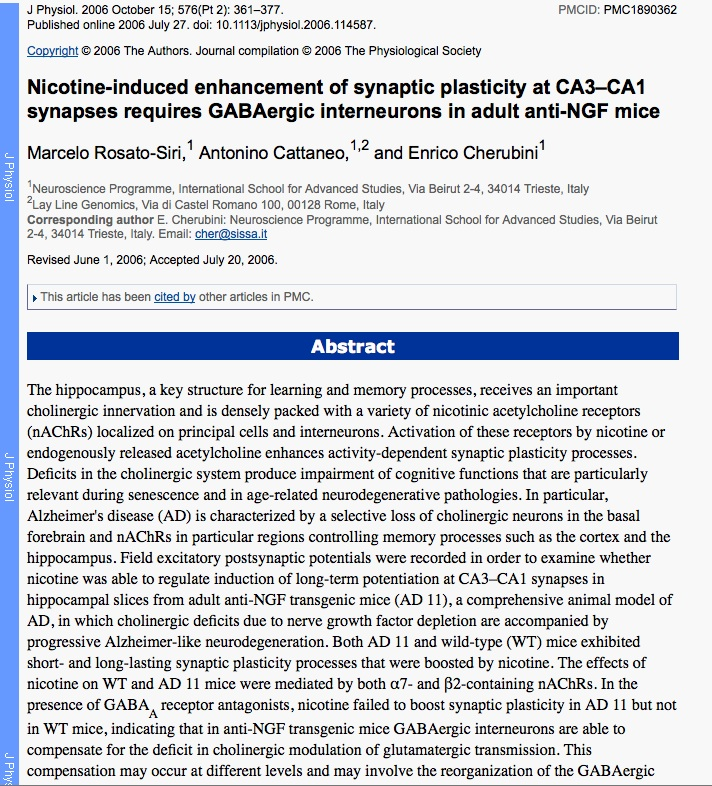 J Physiol. 2006 October 15; 576(Pt 2): 361–377.
PMCID: PMC1890362
Published online 2006 July 27. doi: 10.1113/jphysiol.2006.114587.
Copyright © 2006 The Authors. Journal compilation © 2006 The Physiological Society
Nicotine-induced enhancement of synaptic plasticity at CA3–CA1
synapses requires GABAergic interneurons in adult anti-NGF mice
Marcelo Rosato-Siri,1 Antonino Cattaneo,1,2 and Enrico Cherubini1
1Neuroscience Programme, International School for Advanced Studies, Via Beirut 2-4, 34014 Trieste, Italy
2Lay Line Genomics, Via di Castel Romano 100, 00128 Rome, Italy
Corresponding author E. Cherubini: Neuroscience Programme, International School for Advanced Studies, Via Beirut
2-4, 34014 Trieste, Italy. Email: cher@sissa.it
Revised June 1, 2006; Accepted July 20, 2006.
This article has been cited by other articles in PMC.
Abstract
The hippocampus, a key structure for learning and memory processes, receives an important
cholinergic innervation and is densely packed with a variety of nicotinic acetylcholine receptors
(nAChRs) localized on principal cells and interneurons. Activation of these receptors by nicotine or
endogenously released acetylcholine enhances activity-dependent synaptic plasticity processes.
Deficits in the cholinergic system produce impairment of cognitive functions that are particularly
relevant during senescence and in age-related neurodegenerative pathologies. In particular,
Alzheimer's disease (AD) is characterized by a selective loss of cholinergic neurons in the basal
forebrain and nAChRs in particular regions controlling memory processes such as the cortex and the
hippocampus. Field excitatory postsynaptic potentials were recorded in order to examine whether
nicotine was able to regulate induction of long-term potentiation at CA3–CA1 synapses in
hippocampal slices from adult anti-NGF transgenic mice (AD 11), a comprehensive animal model of
AD, in which cholinergic deficits due to nerve growth factor depletion are accompanied by
progressive Alzheimer-like neurodegeneration. Both AD 11 and wild-type (WT) mice exhibited
short- and long-lasting synaptic plasticity processes that were boosted by nicotine. The effects of
nicotine on WT and AD 11 mice were mediated by both α7- and β2-containing nAChRs. In the
presence of GABAA receptor antagonists, nicotine failed to boost synaptic plasticity in AD 11 but not
in WT mice, indicating that in anti-NGF transgenic mice GABAergic interneurons are able to
compensate for the deficit in cholinergic modulation of glutamatergic transmission. This
compensation may occur at different levels and may involve the reorganization of the GABAergic
J Physiol
J Physiol
J Phys